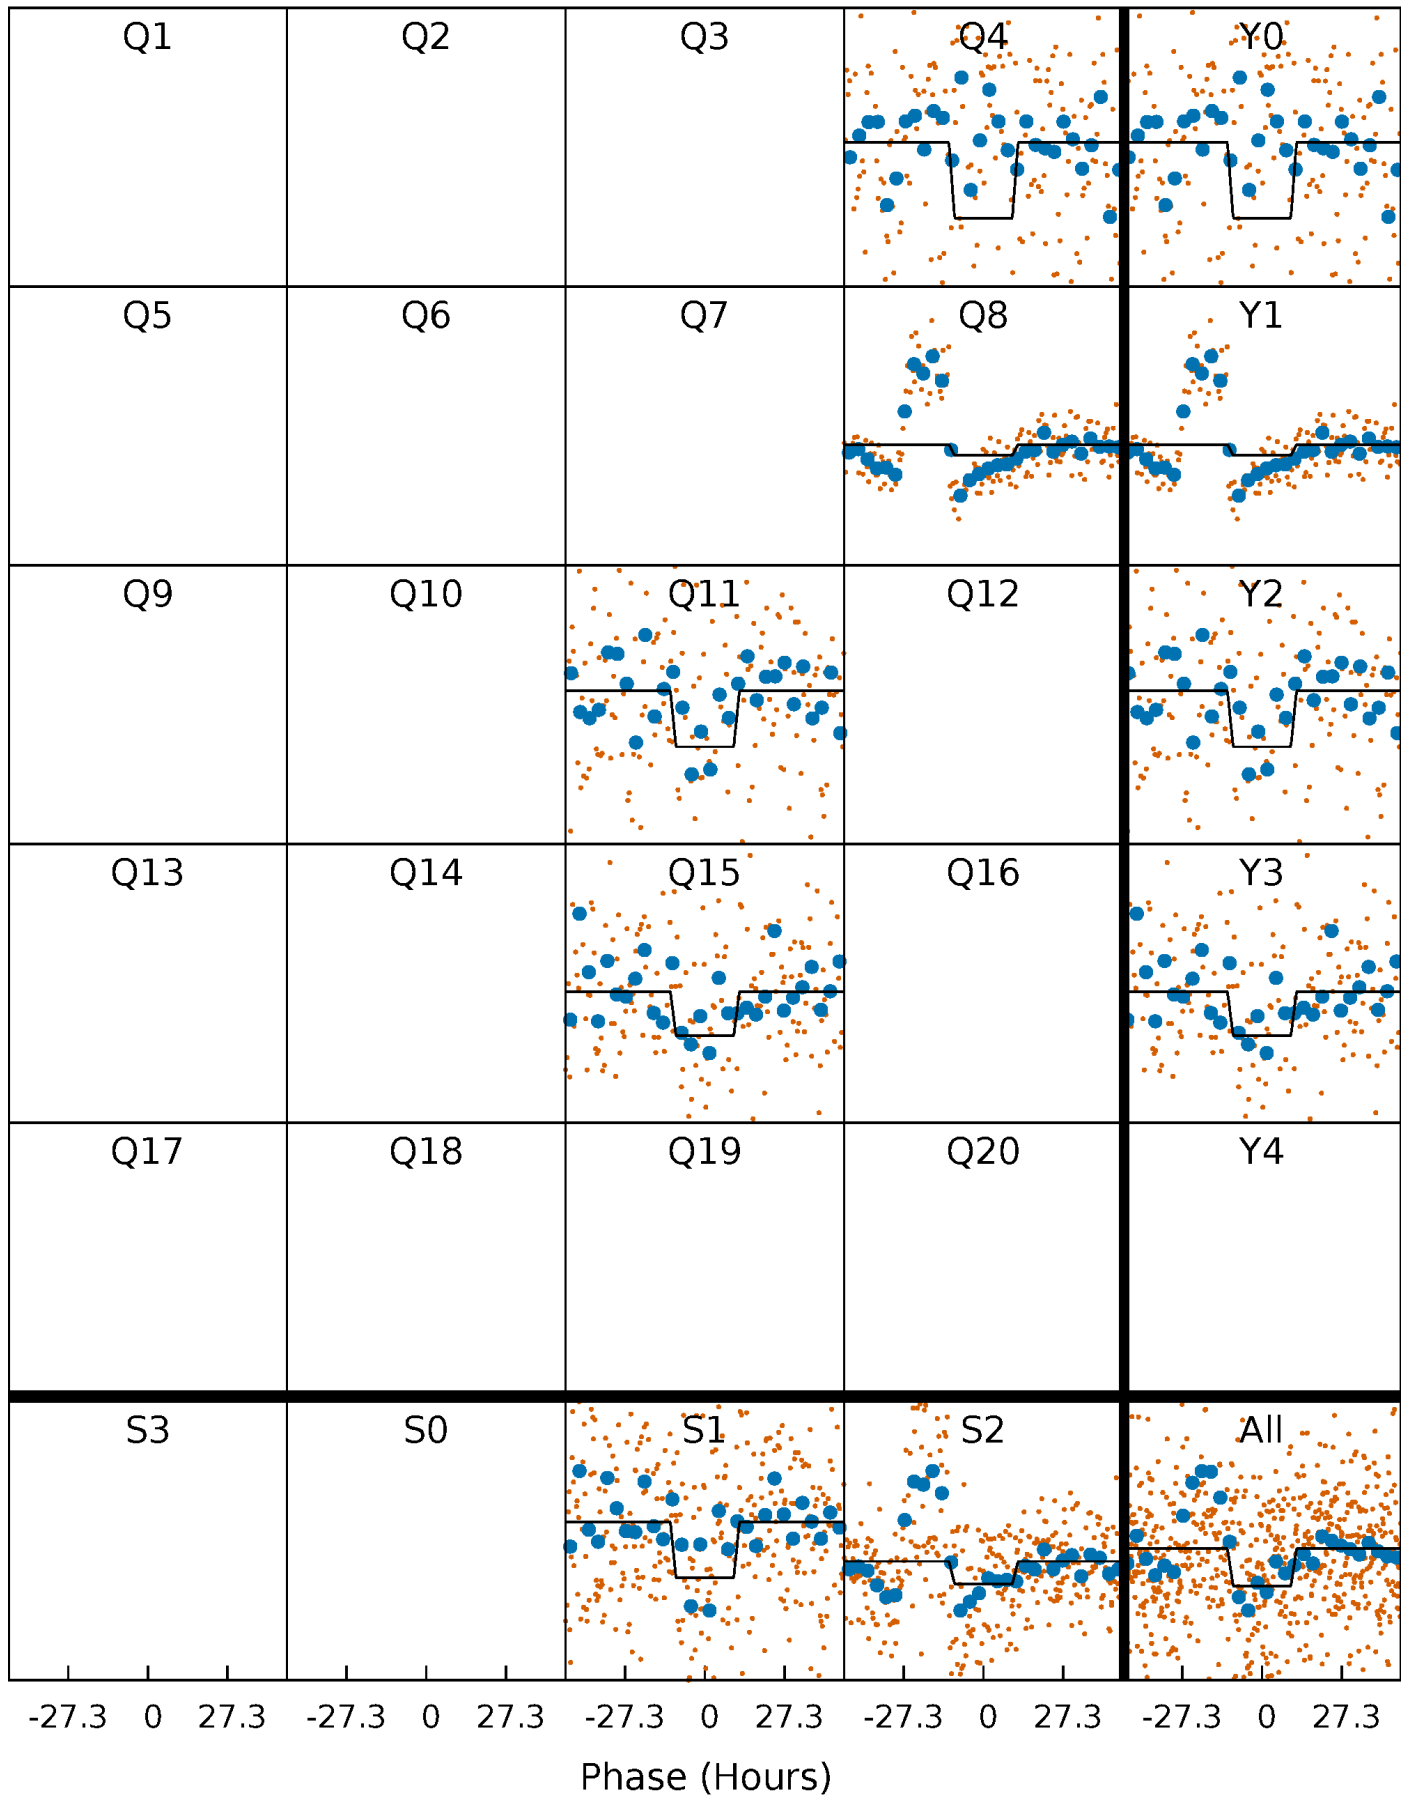 Q1 Q2 Q3 Q4 Y0
Q5 Q6 Q7 Q8 Y1
Q9 Q10 Q11 Q12 Y2
Q13 Q14 Q15 Q16 Y3
Q17 Q18 Q19 Q20 Y4
S3 S0 S1 S2 All
-27.3 0 27.3 -27.3 0 27.3 -27.3 0 27.3 -27.3 0 27.3 -27.3 0 27.3
Phase (Hours)